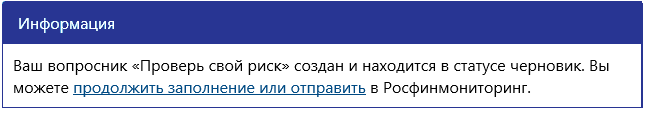 Информация
Ваш вопросник «Проверь свой риск» создан и находится в статусе черновик. Вы
можете продолжить заполнение или отправить в Росфинмониторинг.